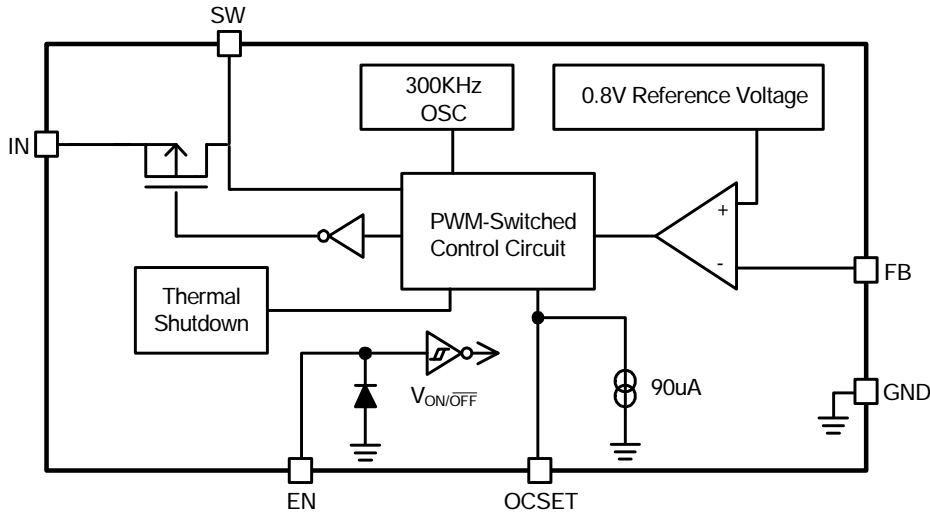 SW
300KHz
OSC
0.8V Reference Voltage
IN
PWM-Switched
Control Circuit
+
-
FB
Thermal
Shutdown
VON/OFF
90uA
GND
EN
OCSET